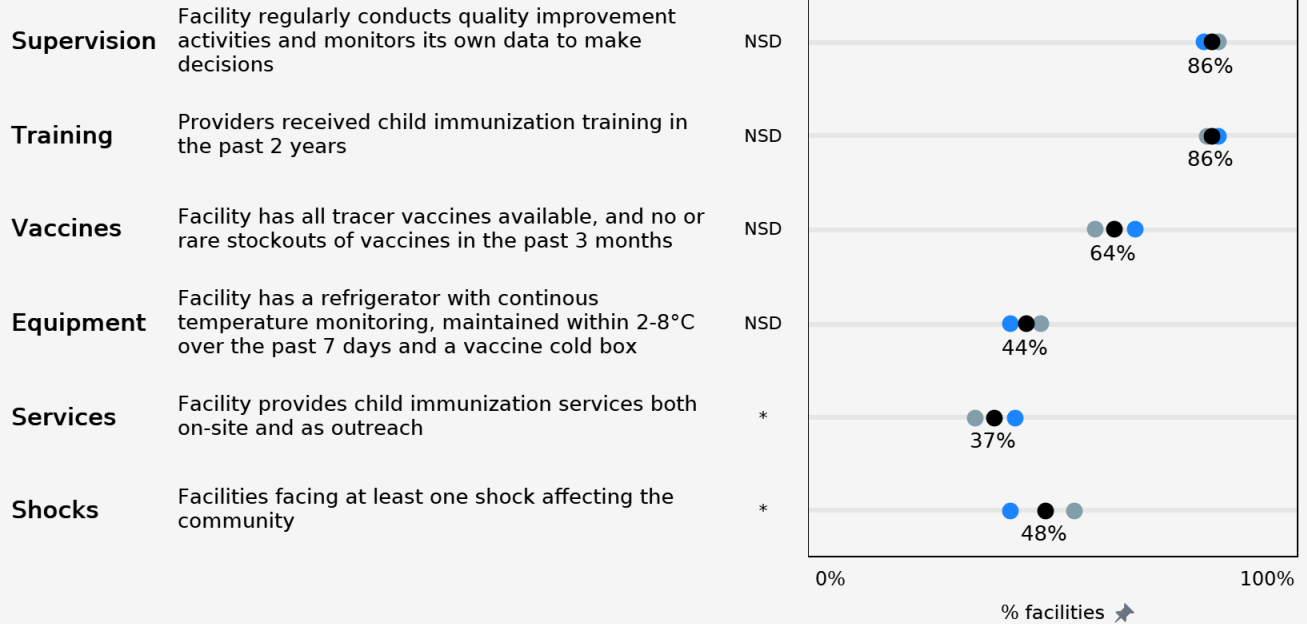 Facility regularly conducts quality improvement
Supervision activities and monitors its own data to make NSD
decisions
86%
Providers received child immunization training in
Training NSD
the past 2 years
86%
Facility has all tracer vaccines available, and no or
Vaccines NSD
rare stockouts of vaccines in the past 3 months
64%
Facility has a refrigerator with continous
Equipment temperature monitoring, maintained within 2-8°C NSD
over the past 7 days and a vaccine cold box
44%
Facility provides child immunization services both
Services *
on-site and as outreach
37%
Facilities facing at least one shock affecting the
Shocks *
community
48%
0% 100%
% facilities